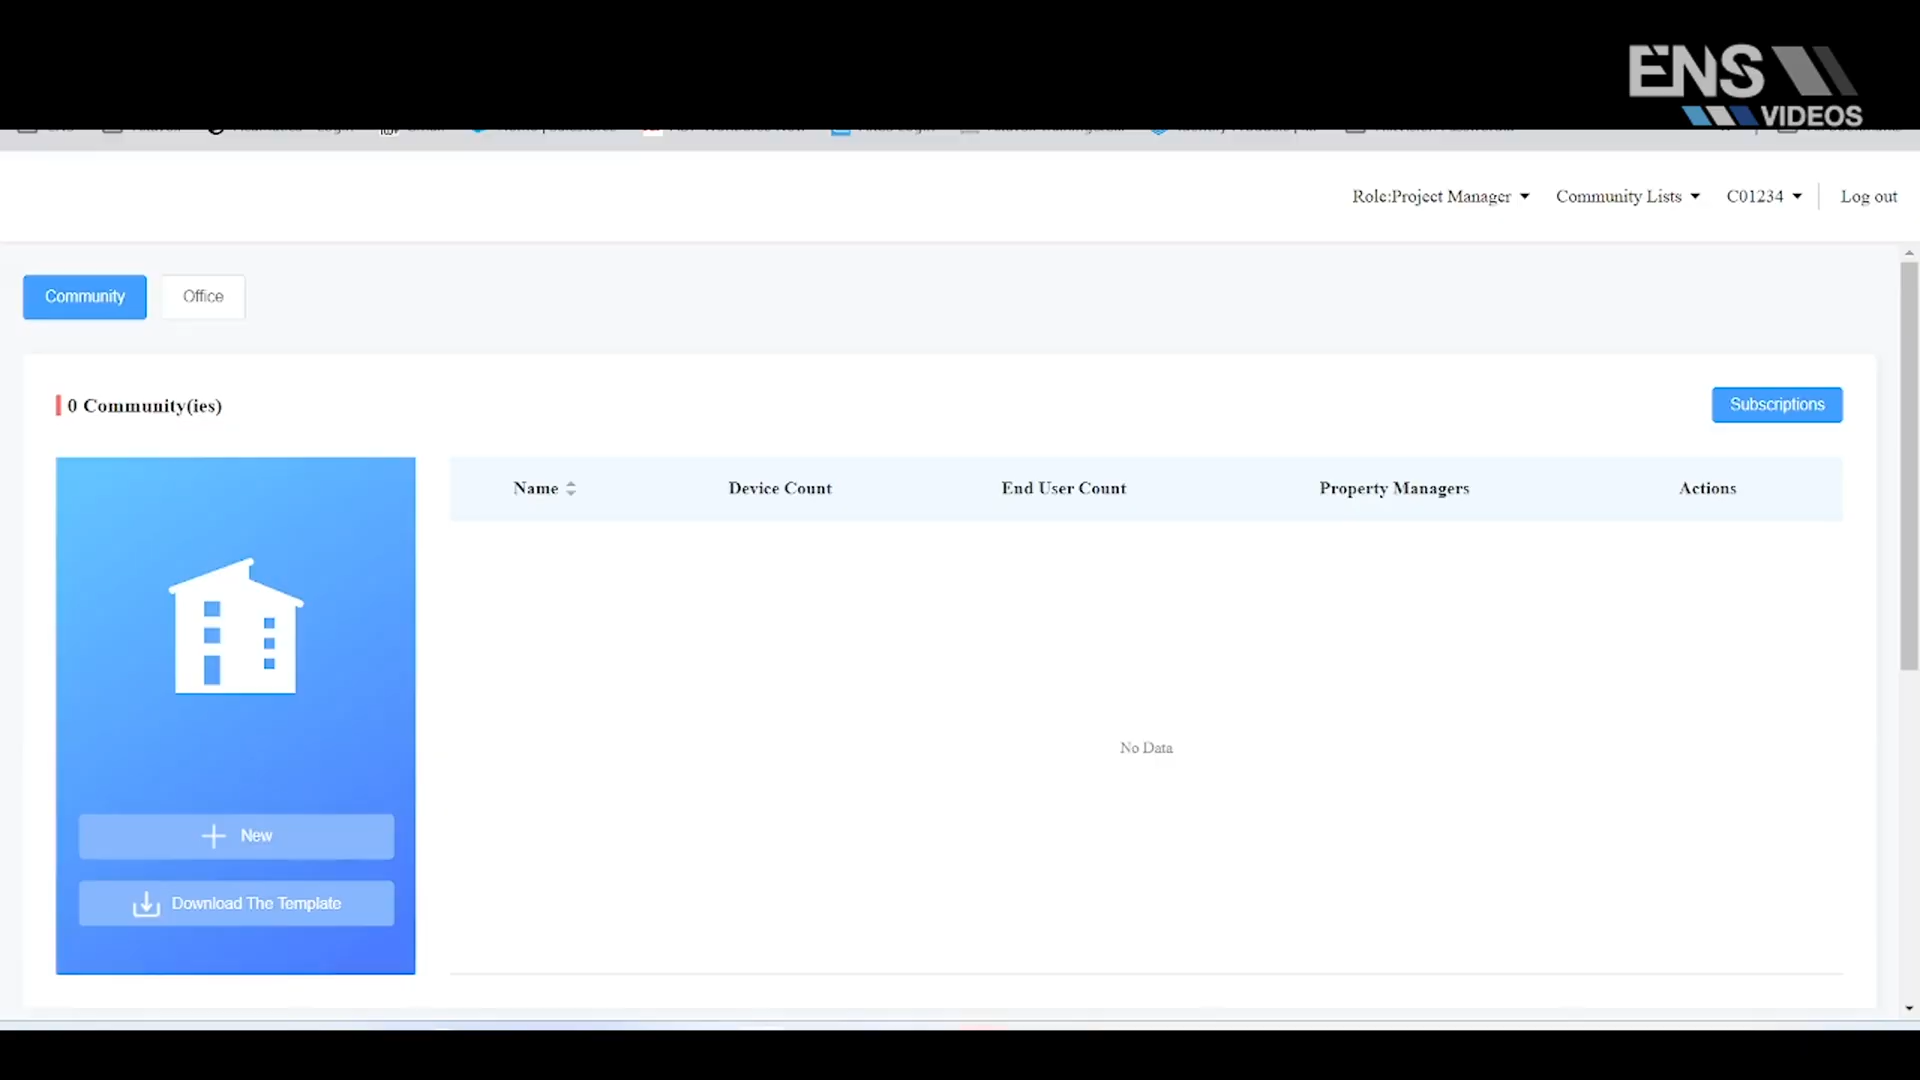 ENS
VIDEOS
Role:Project Manager Community Lists C01234 Log out
Community Office
0 Community(ies) Subscriptions
Name Device Count End User Count Property Managers Actions
No Data
New
Download The Template